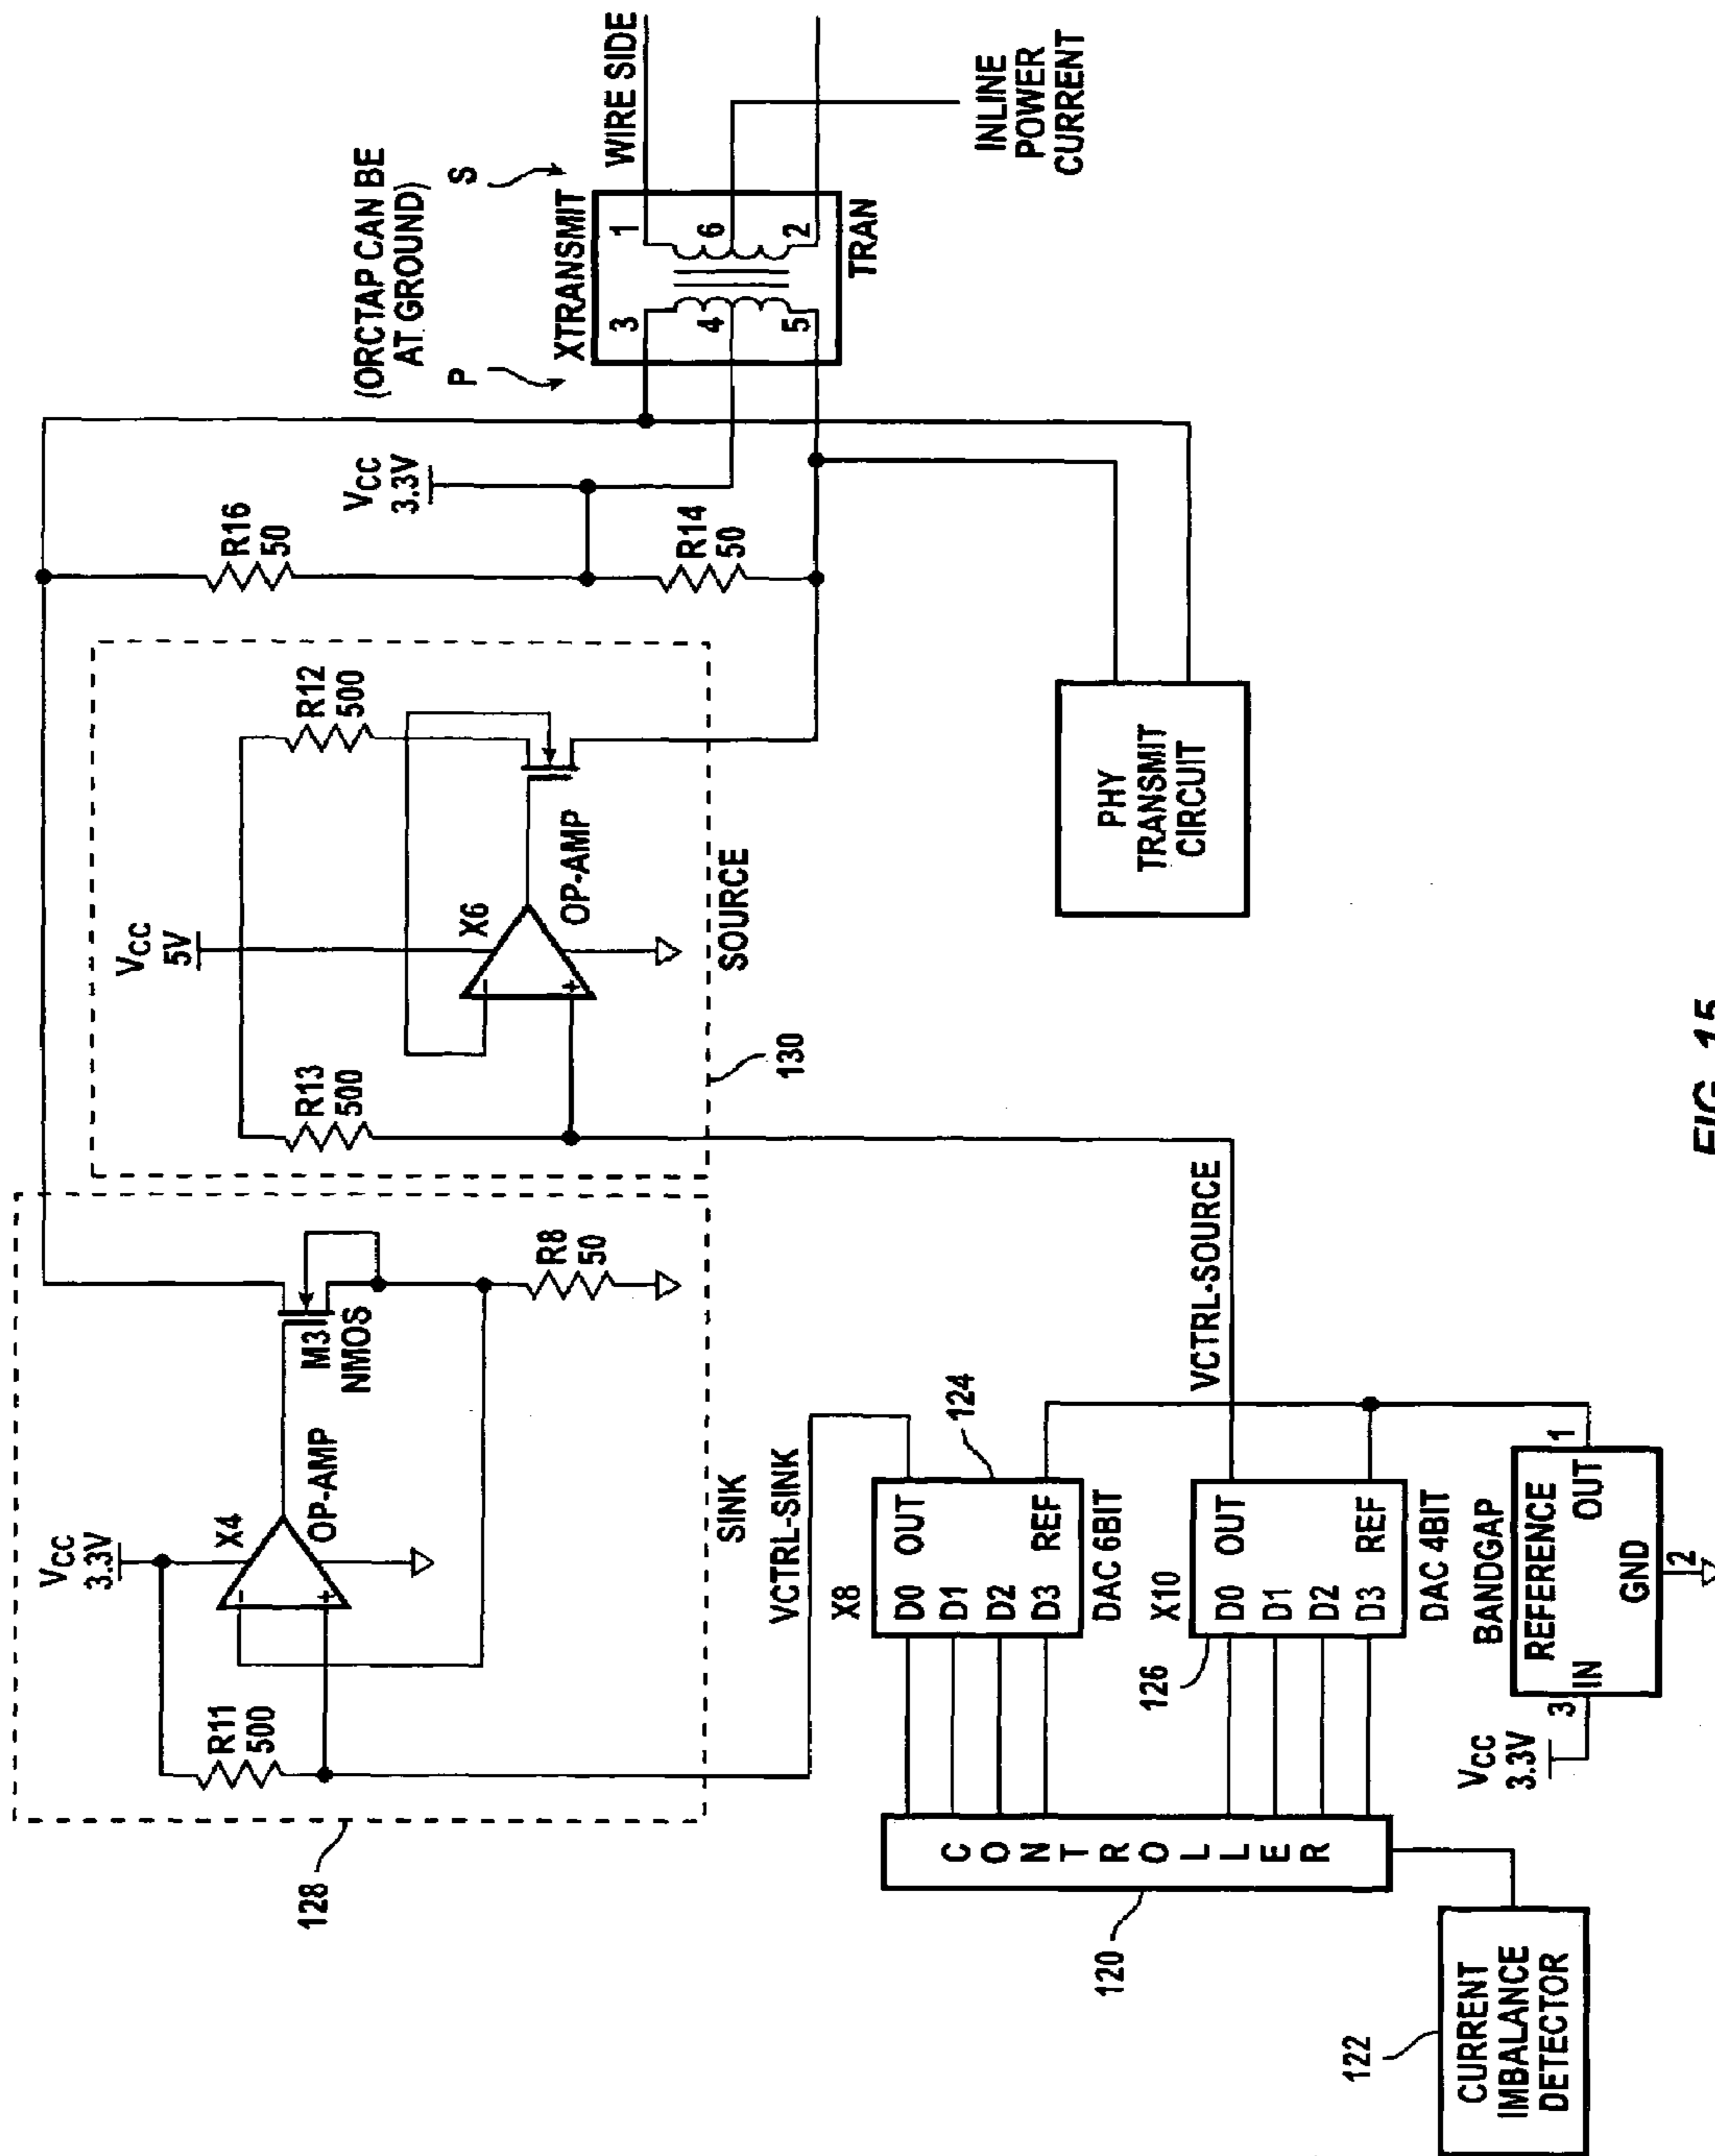 (ORCTAP CAN BE
AT GROUND)
P
S
XTRANSMIT
3
4
5
1
6
2
TRAN
WIRE SIDE
INLINE
POWER
CURRENT
VCC
3.3V
R16
50
R14
50
PHY
TRANSMIT
CIRCUIT
VCC
5V
R13
500
R12
500
X6
-
+
OP-AMP
SOURCE
130
VCC
3.3V
R11
500
X4
-
+
OP-AMP
M3
NMOS
R8
50
SINK
128
VCTRL-SINK
VCTRL-SOURCE
X8
124
D0 OUT
D1
D2
D3 REF
DAC 6BIT
X10
126
D0 OUT
D1
D2
D3 REF
DAC 4BIT
BANDGAP
REFERENCE
3
IN
OUT
1
GND
2
VCC
3.3V
CONTROLLER
120
CURRENT
IMBALANCE
DETECTOR
122
FIG. 15